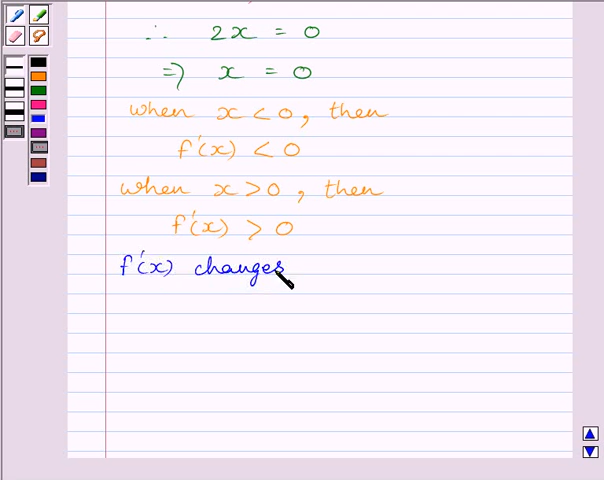 ∴ 2x = 0
⇒ x = 0
when x < 0, then
f'(x) < 0
when x > 0, then
f'(x) > 0
f'(x) changes